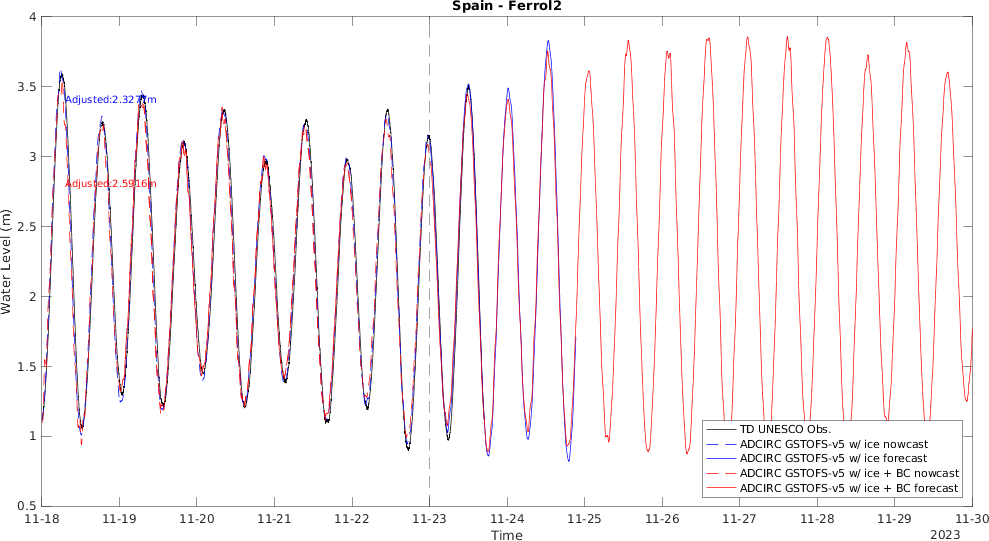 Spain - Ferrol2
4
3.5
3
2.5
2
1.5
1
0.5
Water Level (m)
Adjusted:2.3277m
Adjusted:2.5916m
TD UNESCO Obs.
ADCIRC GSTOFS-v5 w/ ice nowcast
ADCIRC GSTOFS-v5 w/ ice forecast
ADCIRC GSTOFS-v5 w/ ice + BC nowcast
ADCIRC GSTOFS-v5 w/ ice + BC forecast
11-18 11-19 11-20 11-21 11-22 11-23 11-24 11-25 11-26 11-27 11-28 11-29 11-30
Time
2023